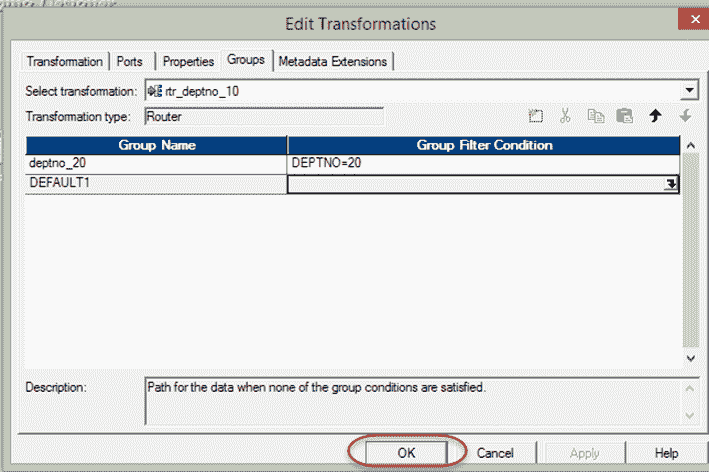 Edit Transformations
Transformation Ports Properties Groups Metadata Extensions
Select transformation: rtr_deptno_10
Transformation type: Router
Group Name Group Filter Condition
deptno_20 DEPTNO=20
DEFAULT1
Description: Path for the data when none of the group conditions are satisfied.
OK Cancel Apply Help